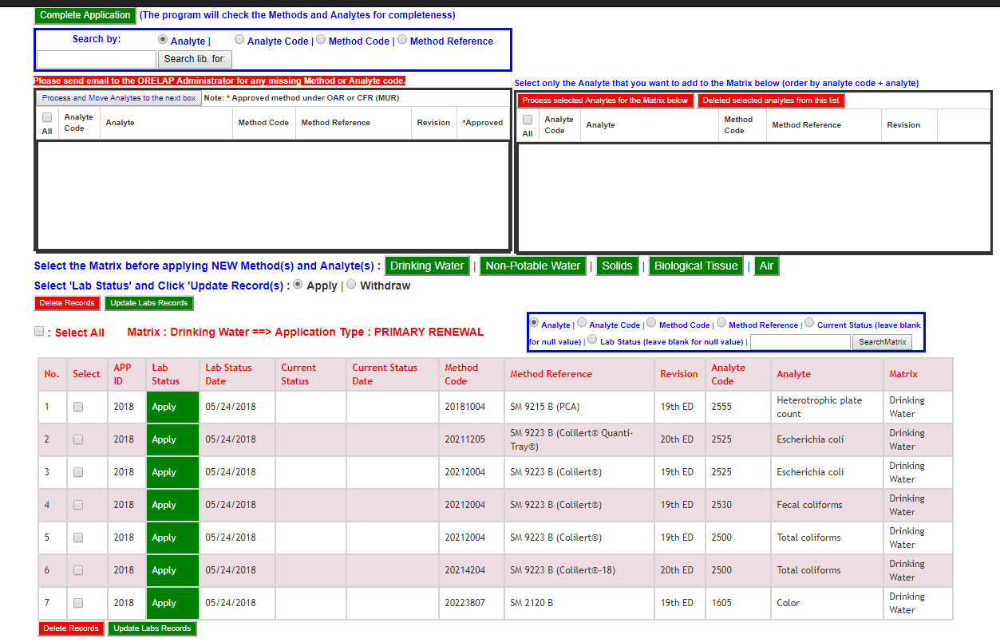 Complete Application (The program will check the Methods and Analytes for completeness)
Search by: Analyte | Analyte Code | Method Code | Method Reference
Search lib. for:
Please send email to the ORELAP Administrator for any missing Method or Analyte code.
Process and Move Analytes to the next box Note: * Approved method under OAR or CFR (MUR)
All Analyte Code Analyte Method Code Method Reference Revision *Approved
Select only the Analyte that you want to add to the Matrix below (order by analyte code + analyte)
Process selected Analytes for the Matrix below Deleted selected analytes from this list
All Analyte Code Analyte Method Code Method Reference Revision
Select the Matrix before applying NEW Method(s) and Analyte(s) : Drinking Water | Non-Potable Water | Solids | Biological Tissue | Air
Select 'Lab Status' and Click 'Update Record(s) : Apply | Withdraw
Delete Records Update Labs Records
: Select All Matrix : Drinking Water ==> Application Type : PRIMARY RENEWAL
Analyte | Analyte Code | Method Code | Method Reference | Current Status (leave blank
for null value) | Lab Status (leave blank for null value) | SearchMatrix
No. Select APP ID Lab Status Lab Status Date Current Status Current Status Date Method Code Method Reference Revision Analyte Code Analyte Matrix
1 2018 Apply 05/24/2018 20181004 SM 9215 B (PCA) 19th ED 2555 Heterotrophic plate count Drinking Water
2 2018 Apply 05/24/2018 20211205 SM 9223 B (Colilert® Quanti-Tray®) 20th ED 2525 Escherichia coli Drinking Water
3 2018 Apply 05/24/2018 20212004 SM 9223 B (Colilert®) 19th ED 2525 Escherichia coli Drinking Water
4 2018 Apply 05/24/2018 20212004 SM 9223 B (Colilert®) 19th ED 2530 Fecal coliforms Drinking Water
5 2018 Apply 05/24/2018 20212004 SM 9223 B (Colilert®) 19th ED 2500 Total coliforms Drinking Water
6 2018 Apply 05/24/2018 20214204 SM 9223 B (Colilert®-18) 20th ED 2500 Total coliforms Drinking Water
7 2018 Apply 05/24/2018 20223807 SM 2120 B 19th ED 1605 Color Drinking Water
Delete Records Update Labs Records